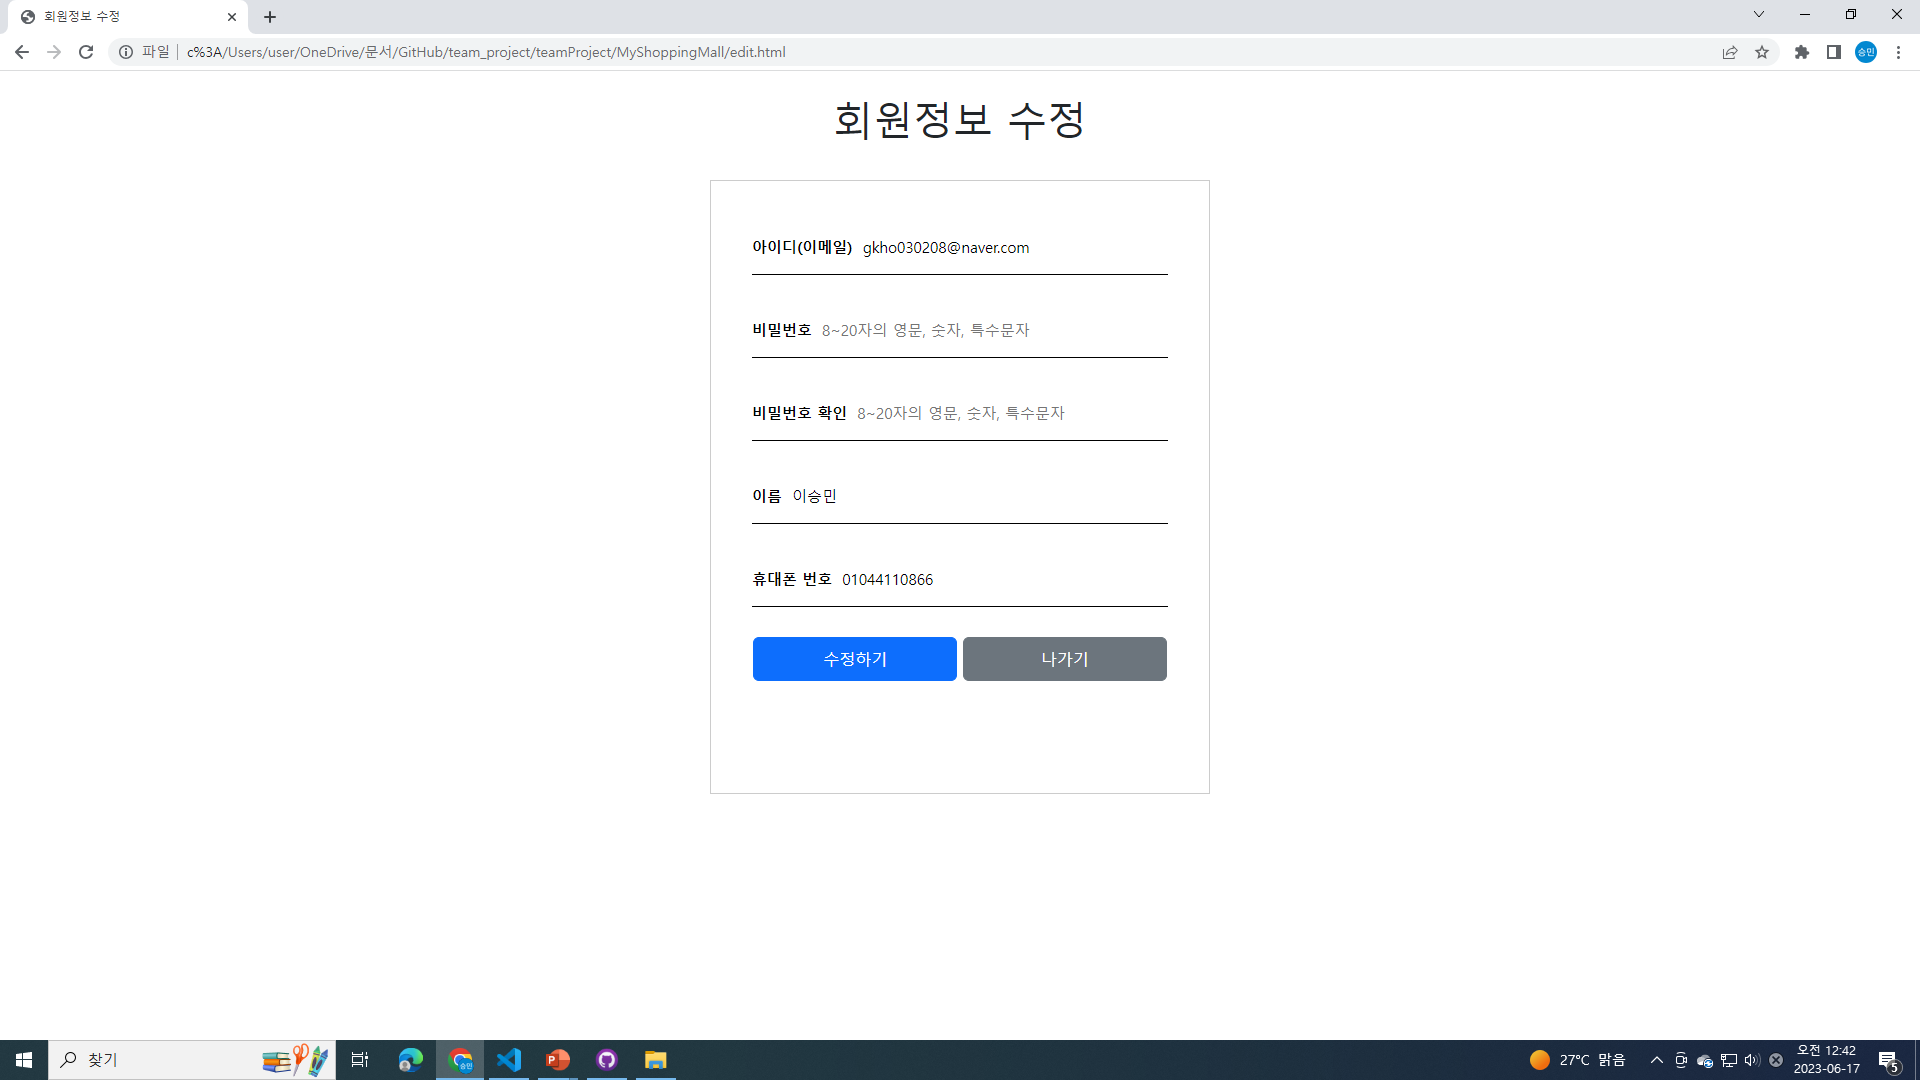 회원정보 수정
파일 c%3A/Users/user/OneDrive/문서/GitHub/team_project/teamProject/MyShoppingMall/edit.html
승민
회원정보 수정
아이디(이메일) gkho030208@naver.com
비밀번호 8~20자의 영문, 숫자, 특수문자
비밀번호 확인 8~20자의 영문, 숫자, 특수문자
이름 이승민
휴대폰 번호 01044110866
수정하기 나가기
찾기
승민
27°C 맑음
오전 12:42
2023-06-17
5